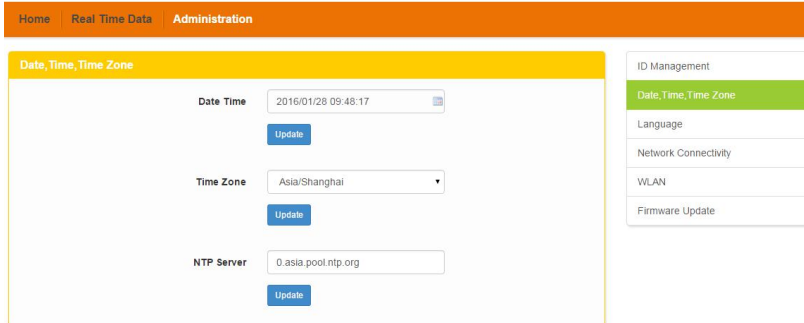 Home Real Time Data Administration
Date,Time,Time Zone
Date Time 2016/01/28 09:48:17
Update
Time Zone Asia/Shanghai
Update
NTP Server 0.asia.pool.ntp.org
Update
ID Management
Date,Time,Time Zone
Language
Network Connectivity
WLAN
Firmware Update